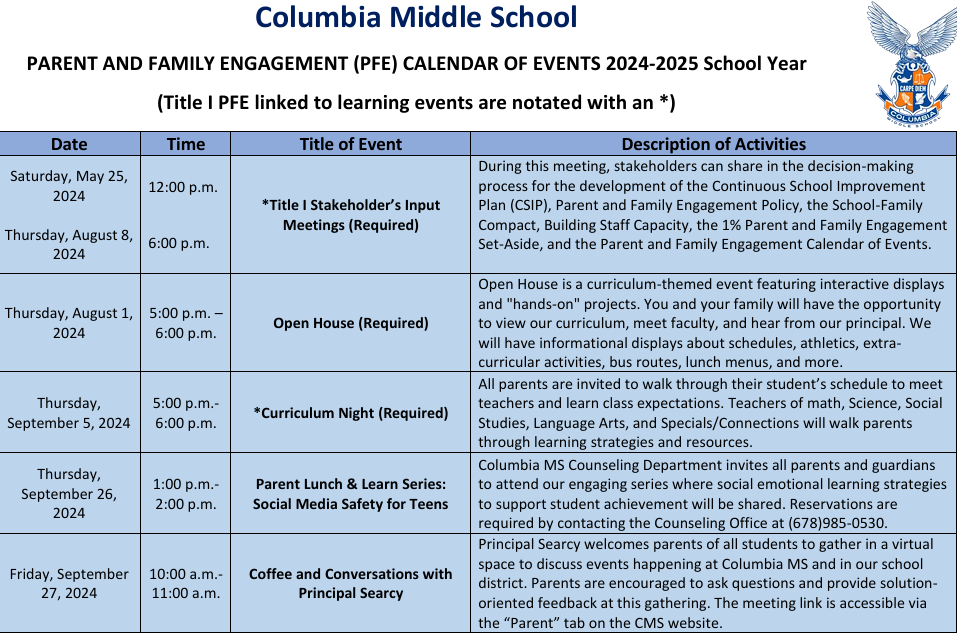 Columbia Middle School
PARENT AND FAMILY ENGAGEMENT (PFE) CALENDAR OF EVENTS 2024-2025 School Year
(Title I PFE linked to learning events are notated with an *)
CARPE DIEM
COLUMBIA
MIDDLE SCHOOL
Date
Time
Title of Event
Description of Activities
Saturday, May 25,
2024
Thursday, August 8,
2024
12:00 p.m.
6:00 p.m.
*Title I Stakeholder’s Input
Meetings (Required)
During this meeting, stakeholders can share in the decision-making
process for the development of the Continuous School Improvement
Plan (CSIP), Parent and Family Engagement Policy, the School-Family
Compact, Building Staff Capacity, the 1% Parent and Family Engagement
Set-Aside, and the Parent and Family Engagement Calendar of Events.
Thursday, August 1,
2024
5:00 p.m. –
6:00 p.m.
Open House (Required)
Open House is a curriculum-themed event featuring interactive displays
and "hands-on" projects. You and your family will have the opportunity
to view our curriculum, meet faculty, and hear from our principal. We
will have informational displays about schedules, athletics, extra-
curricular activities, bus routes, lunch menus, and more.
Thursday,
September 5, 2024
5:00 p.m.-
6:00 p.m.
*Curriculum Night (Required)
All parents are invited to walk through their student’s schedule to meet
teachers and learn class expectations. Teachers of math, Science, Social
Studies, Language Arts, and Specials/Connections will walk parents
through learning strategies and resources.
Thursday,
September 26,
2024
1:00 p.m.-
2:00 p.m.
Parent Lunch & Learn Series:
Social Media Safety for Teens
Columbia MS Counseling Department invites all parents and guardians
to attend our engaging series where social emotional learning strategies
to support student achievement will be shared. Reservations are
required by contacting the Counseling Office at (678)985-0530.
Friday, September
27, 2024
10:00 a.m.-
11:00 a.m.
Coffee and Conversations with
Principal Searcy
Principal Searcy welcomes parents of all students to gather in a virtual
space to discuss events happening at Columbia MS and in our school
district. Parents are encouraged to ask questions and provide solution-
oriented feedback at this gathering. The meeting link is accessible via
the “Parent” tab on the CMS website.